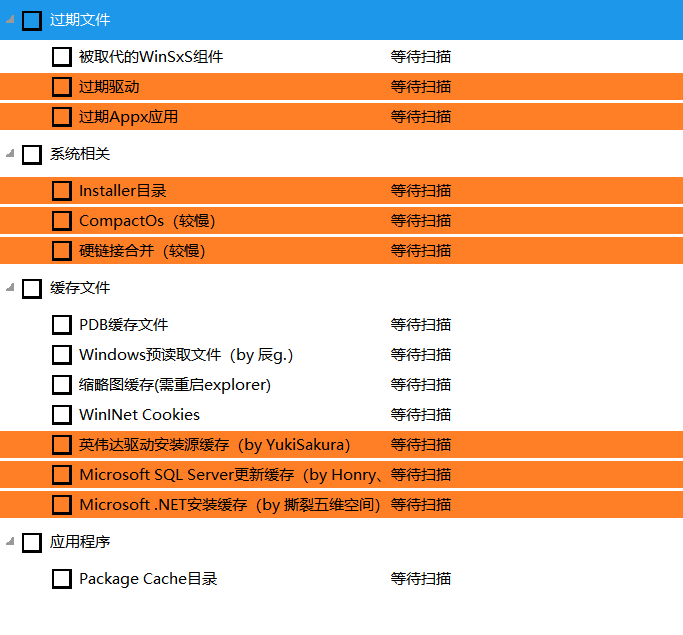 过期文件
被取代的WinSxS组件 等待扫描
过期驱动 等待扫描
过期Appx应用 等待扫描
系统相关
Installer目录 等待扫描
CompactOs（较慢） 等待扫描
硬链接合并（较慢） 等待扫描
缓存文件
PDB缓存文件 等待扫描
Windows预读取文件（by 辰g.） 等待扫描
缩略图缓存(需重启explorer) 等待扫描
WinINet Cookies 等待扫描
英伟达驱动安装源缓存（by YukiSakura） 等待扫描
Microsoft SQL Server更新缓存（by Honry、 等待扫描
Microsoft .NET安装缓存（by 撕裂五维空间） 等待扫描
应用程序
Package Cache目录 等待扫描